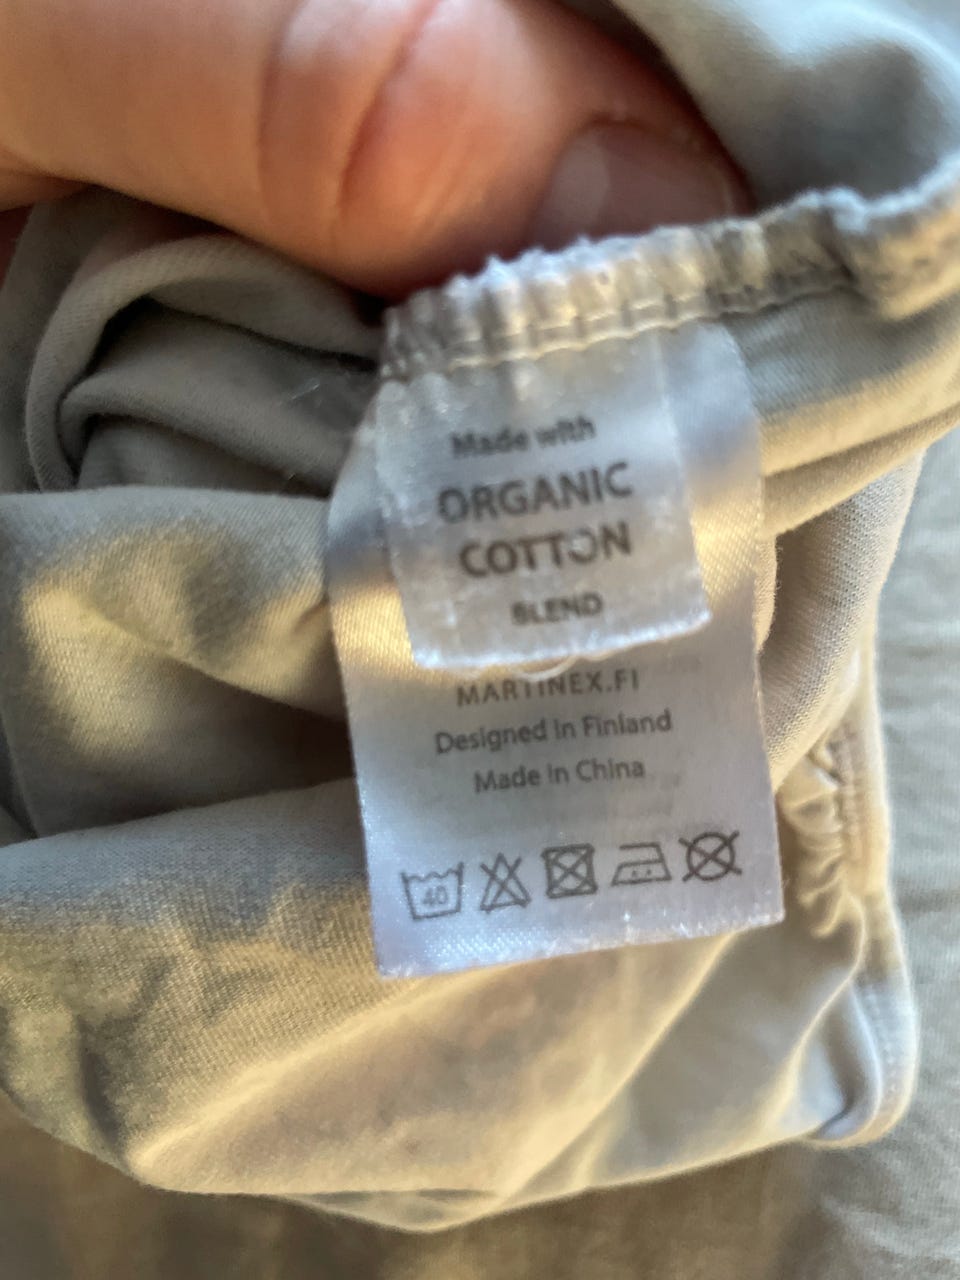 Made with
ORGANIC
COTTON
BLEND
MARTINEX.FI
Designed in Finland
Made in China
40